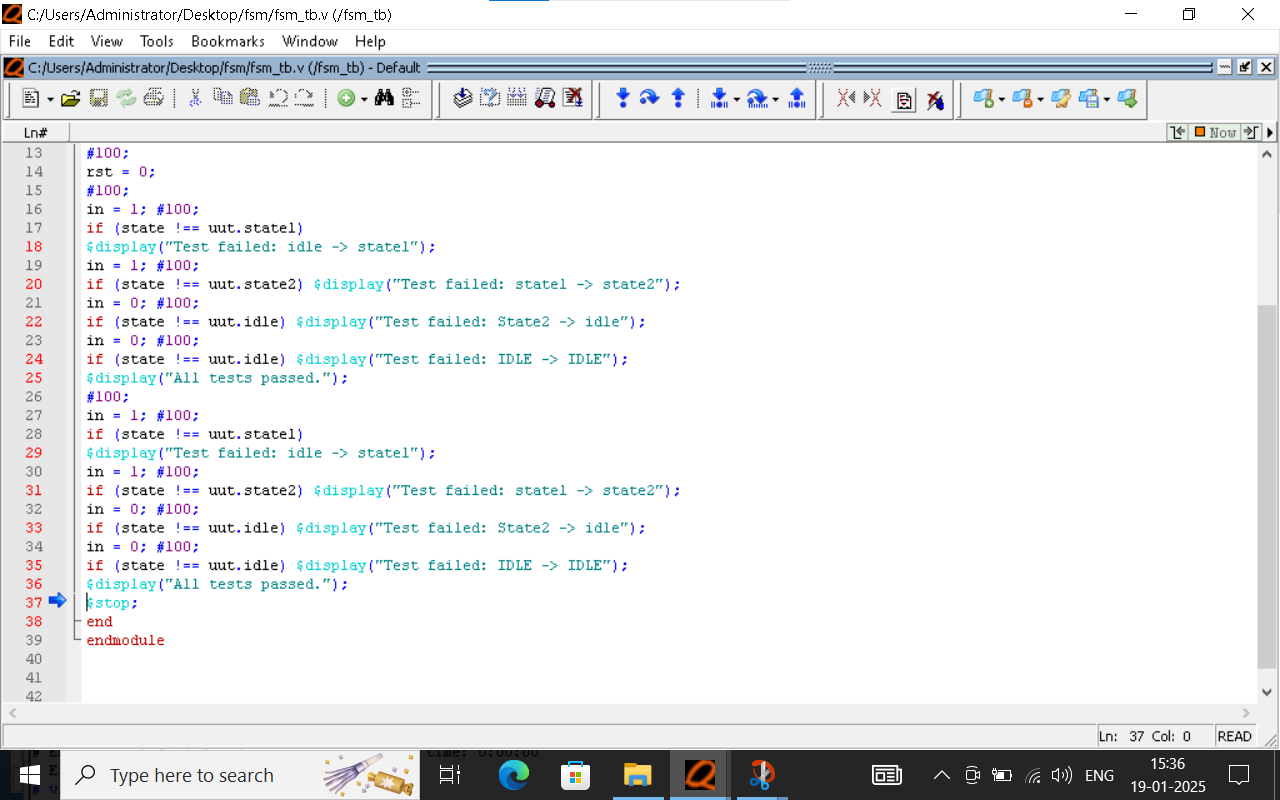 C:/Users/Administrator/Desktop/fsm/fsm_tb.v (/fsm_tb)
File Edit View Tools Bookmarks Window Help
C:/Users/Administrator/Desktop/fsm/fsm_tb.v (/fsm_tb) - Default
Ln#
Now
13 #100;
14 rst = 0;
15 #100;
16 in = 1; #100;
17 if (state !== uut.state1)
18 $display("Test failed: idle -> state1");
19 in = 1; #100;
20 if (state !== uut.state2) $display("Test failed: state1 -> state2");
21 in = 0; #100;
22 if (state !== uut.idle) $display("Test failed: State2 -> idle");
23 in = 0; #100;
24 if (state !== uut.idle) $display("Test failed: IDLE -> IDLE");
25 $display("All tests passed.");
26 #100;
27 in = 1; #100;
28 if (state !== uut.state1)
29 $display("Test failed: idle -> state1");
30 in = 1; #100;
31 if (state !== uut.state2) $display("Test failed: state1 -> state2");
32 in = 0; #100;
33 if (state !== uut.idle) $display("Test failed: State2 -> idle");
34 in = 0; #100;
35 if (state !== uut.idle) $display("Test failed: IDLE -> IDLE");
36 $display("All tests passed.");
37 $stop;
38 end
39 endmodule
40
41
42
Ln: 37 Col: 0 READ
Type here to search
ENG
15:36
19-01-2025